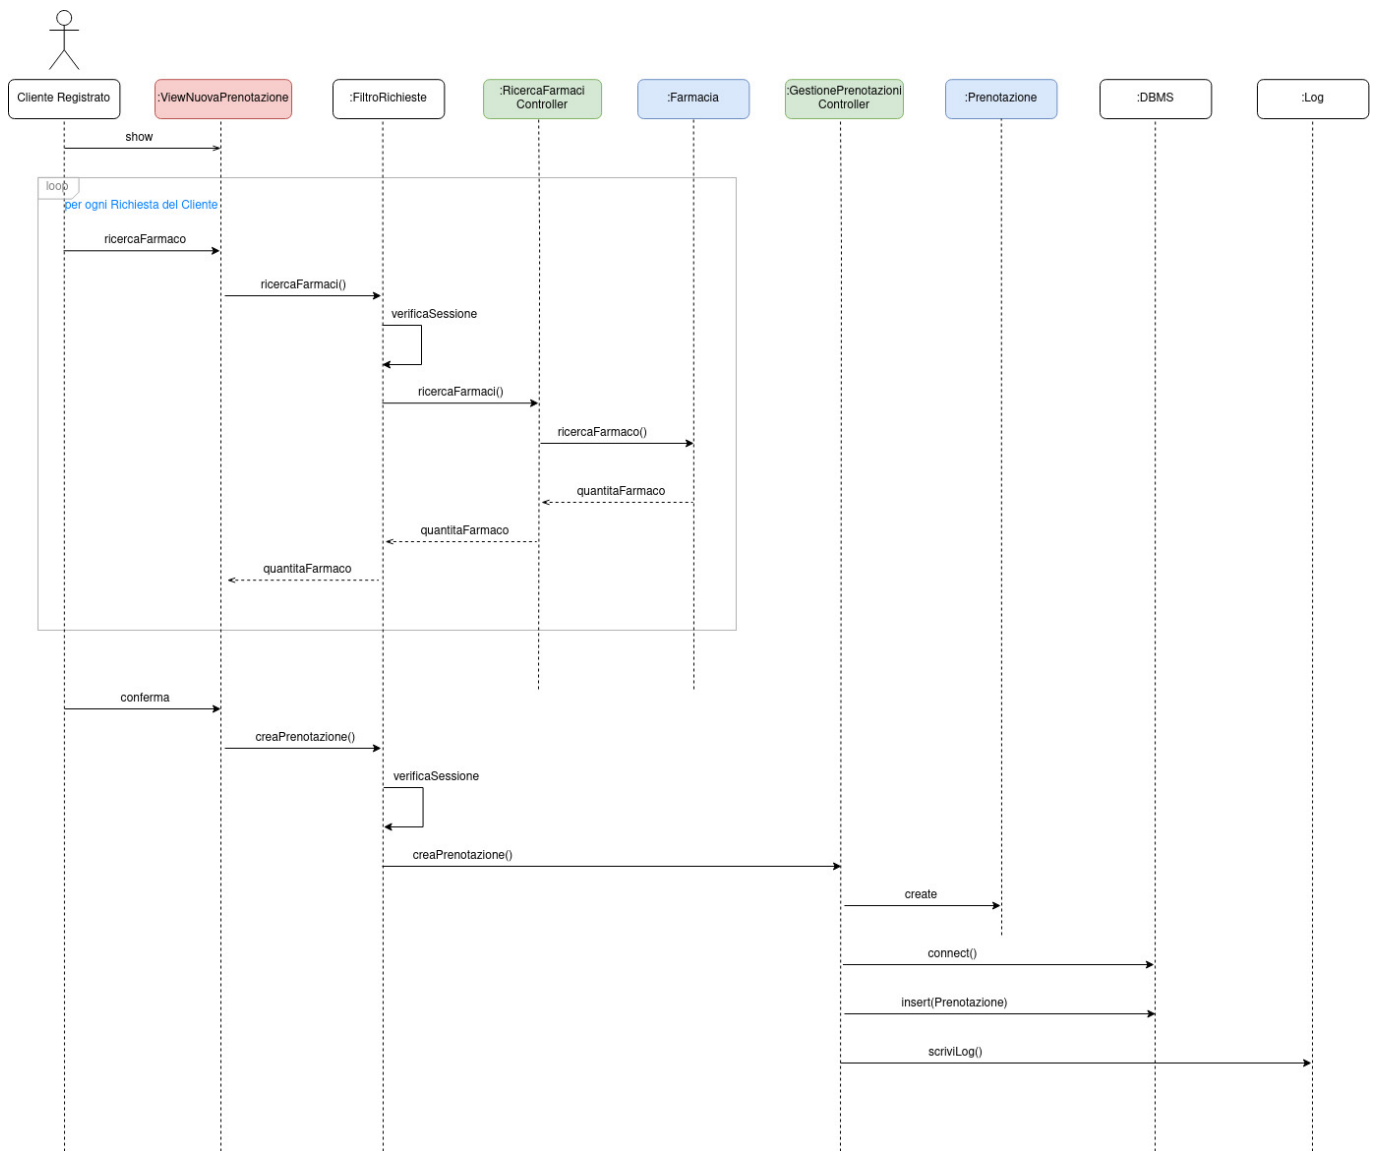 Cliente Registrato
:ViewNuovaPrenotazione
:FiltroRichieste
:RicercaFarmaci
Controller
:Farmacia
:GestionePrenotazioni
Controller
:Prenotazione
:DBMS
:Log
show
loop
per ogni Richiesta del Cliente
ricercaFarmaco
ricercaFarmaci()
verificaSessione
ricercaFarmaci()
ricercaFarmaco()
quantitaFarmaco
quantitaFarmaco
quantitaFarmaco
conferma
creaPrenotazione()
verificaSessione
creaPrenotazione()
create
connect()
insert(Prenotazione)
scriviLog()